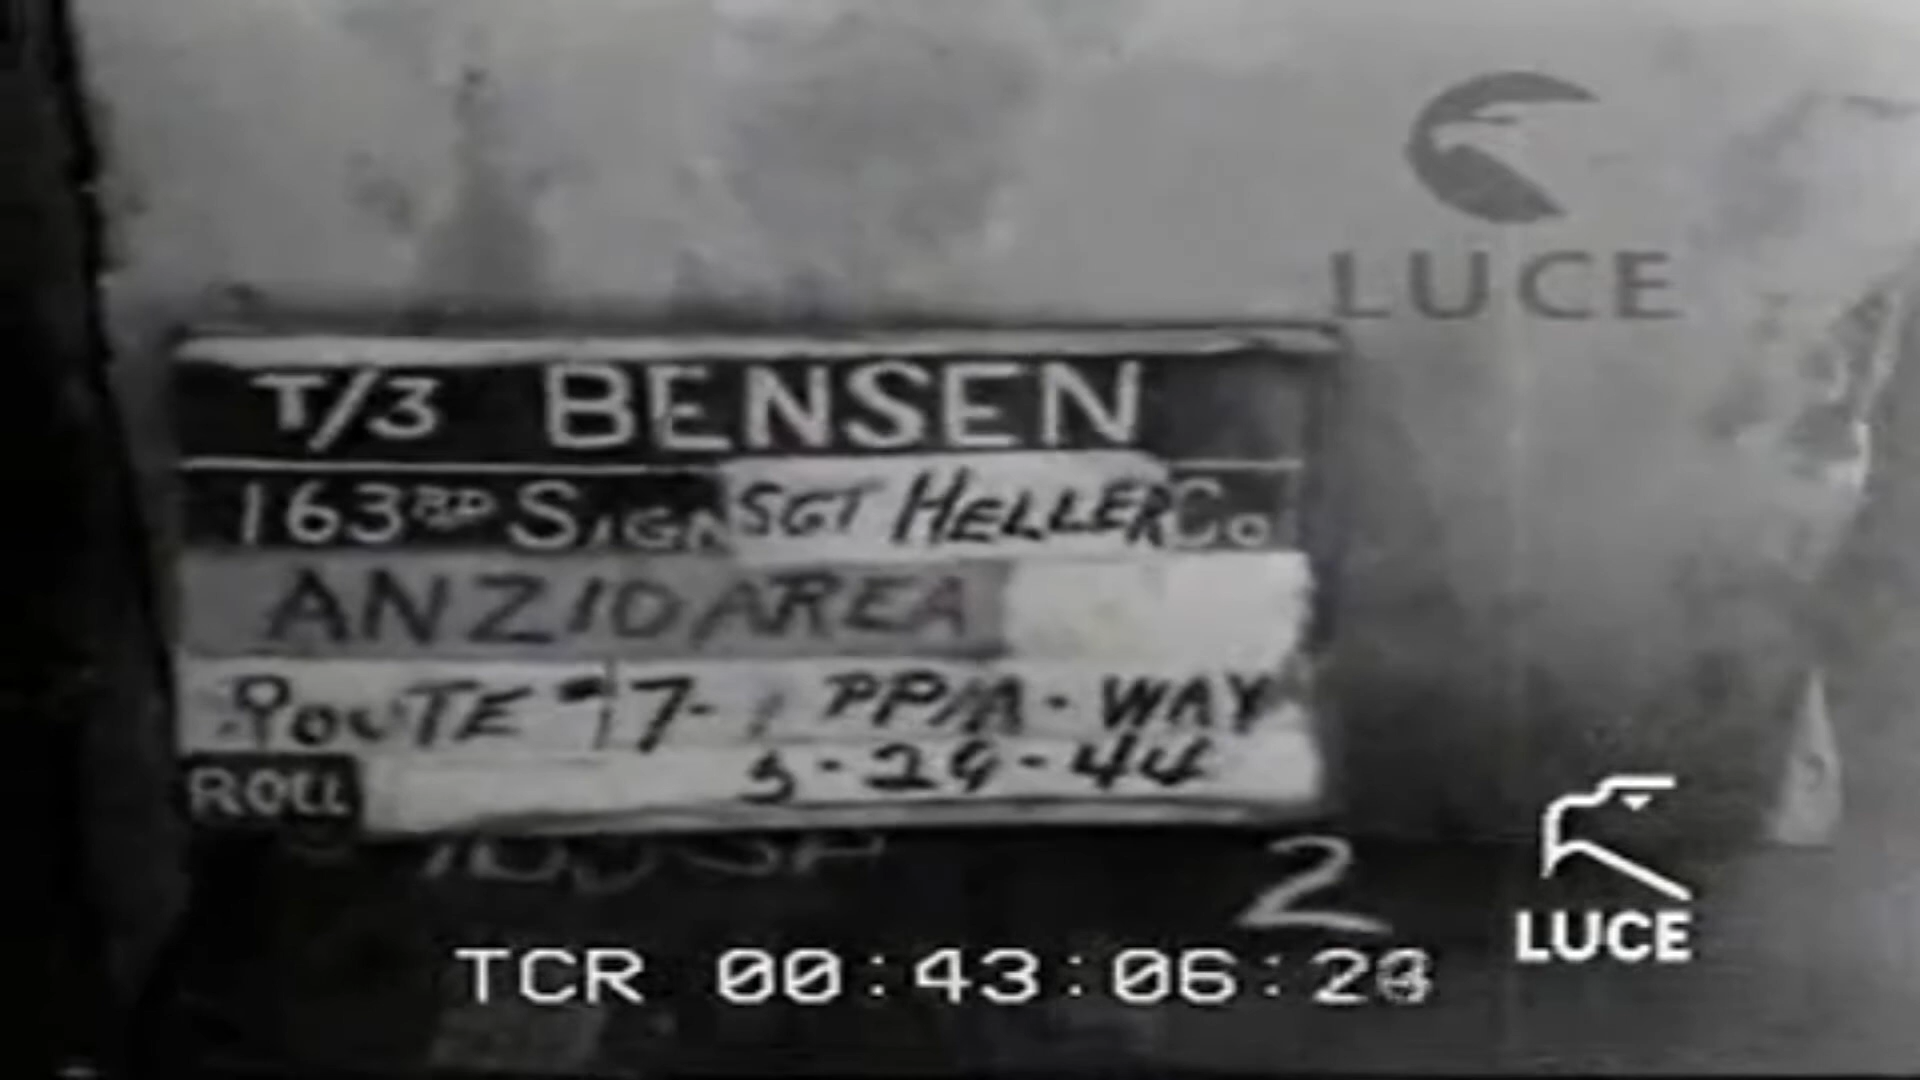 LUCE
T/3 BENSEN
163RD SIGN SGT HELLER Co
ANZIO AREA
ROUTE #7- PPM-WAY
5-29-44
ROLL
2
LUCE
TCR 00:43:06: